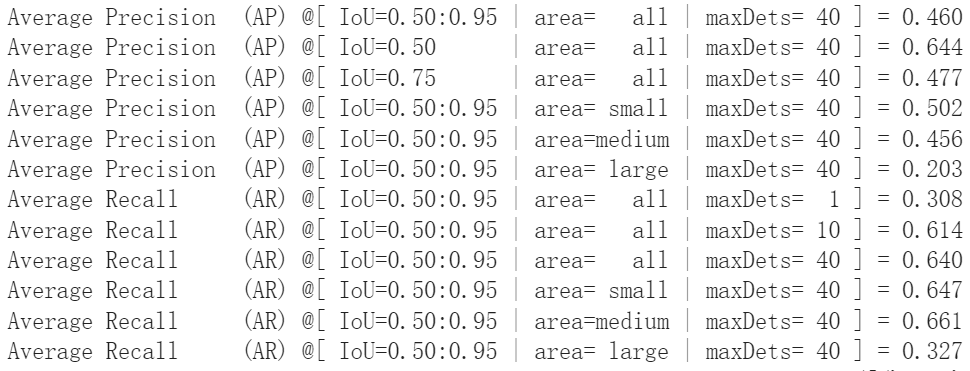 Average Precision  (AP) @[ IoU=0.50:0.95 | area=   all | maxDets= 40 ] = 0.460
Average Precision  (AP) @[ IoU=0.50      | area=   all | maxDets= 40 ] = 0.644
Average Precision  (AP) @[ IoU=0.75      | area=   all | maxDets= 40 ] = 0.477
Average Precision  (AP) @[ IoU=0.50:0.95 | area= small | maxDets= 40 ] = 0.502
Average Precision  (AP) @[ IoU=0.50:0.95 | area=medium | maxDets= 40 ] = 0.456
Average Precision  (AP) @[ IoU=0.50:0.95 | area= large | maxDets= 40 ] = 0.203
Average Recall     (AR) @[ IoU=0.50:0.95 | area=   all | maxDets=  1 ] = 0.308
Average Recall     (AR) @[ IoU=0.50:0.95 | area=   all | maxDets= 10 ] = 0.614
Average Recall     (AR) @[ IoU=0.50:0.95 | area=   all | maxDets= 40 ] = 0.640
Average Recall     (AR) @[ IoU=0.50:0.95 | area= small | maxDets= 40 ] = 0.647
Average Recall     (AR) @[ IoU=0.50:0.95 | area=medium | maxDets= 40 ] = 0.661
Average Recall     (AR) @[ IoU=0.50:0.95 | area= large | maxDets= 40 ] = 0.327